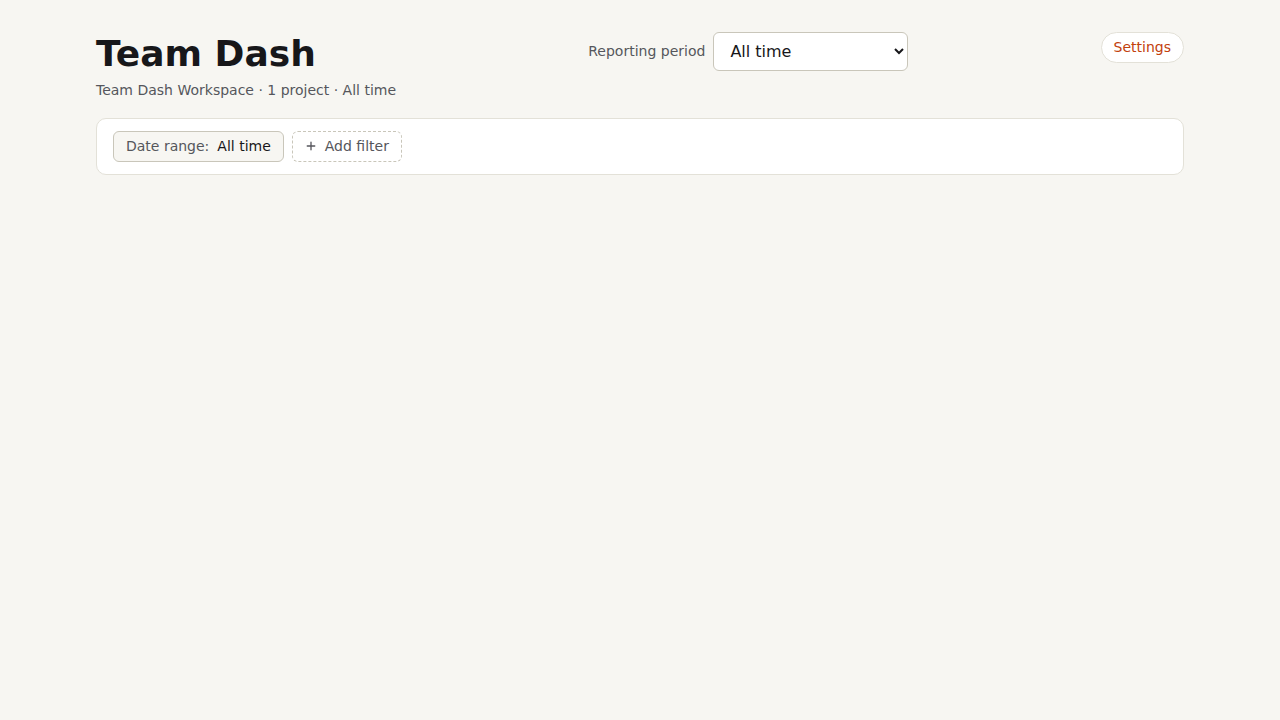 Team Dash
Team Dash Workspace · 1 project · All time
Reporting period
All time
Settings
Date range: All time
+ Add filter